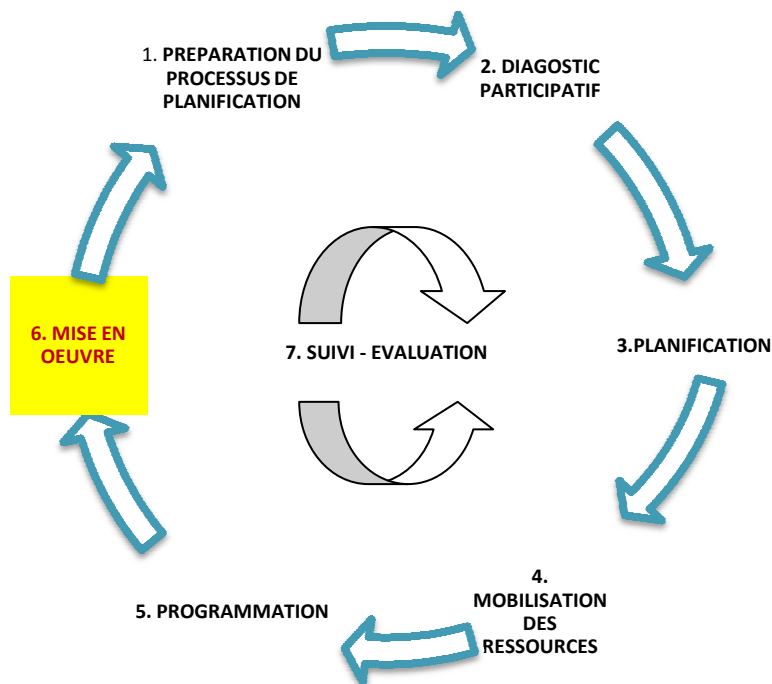 1. PREPARATION DU
PROCESSUS DE
PLANIFICATION
2. DIAGOSTIC
PARTICIPATIF
3.PLANIFICATION
4.
MOBILISATION
DES
RESSOURCES
5. PROGRAMMATION
6. MISE EN
OEUVRE
7. SUIVI - EVALUATION